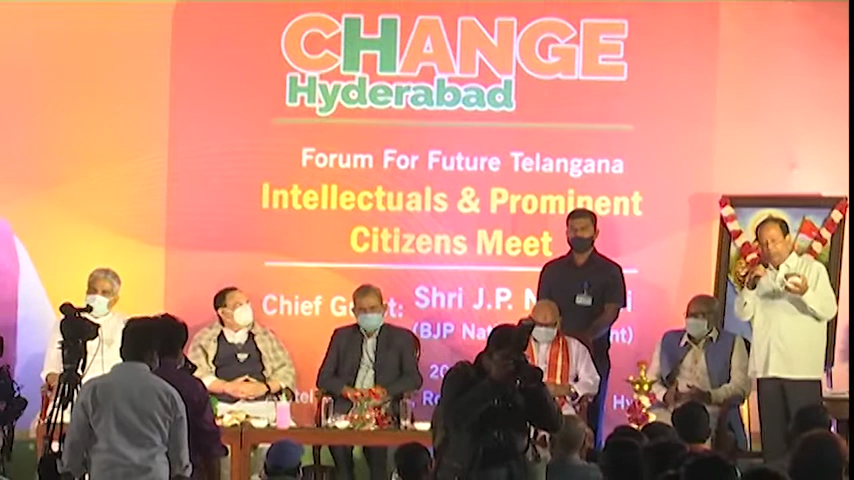 CHANGE
Hyderabad
Forum For Future Telangana
Intellectuals & Prominent
Citizens Meet
Chief Guest: Shri J.P.
(BJP